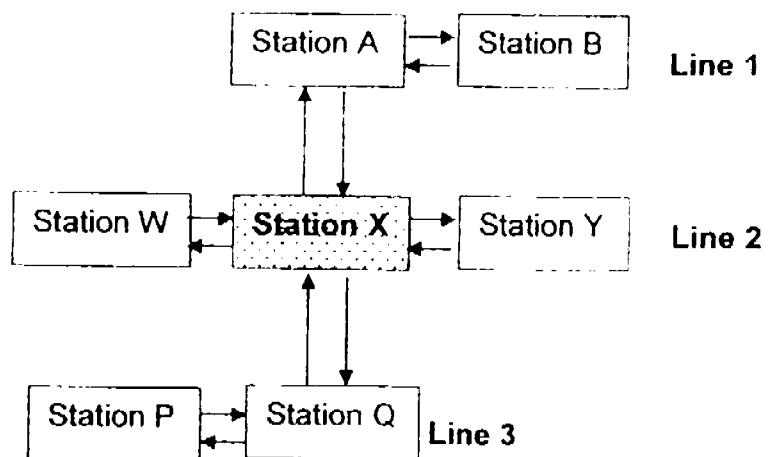 Station A
Station B
Line 1
Station W
Station X
Station Y
Line 2
Station P
Station Q
Line 3